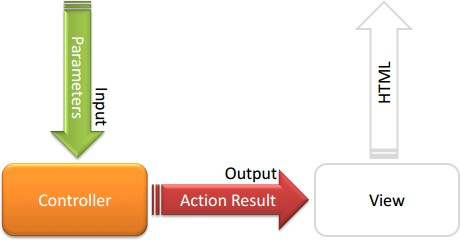 Parameters
Input
HTML
Output
Controller
Action Result
View